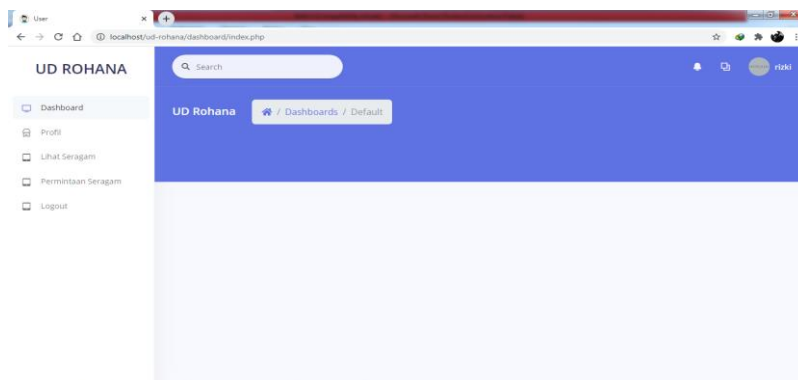 User
localhost/ud-rohana/dashboard/index.php
UD ROHANA
Search
rizki
Dashboard
UD Rohana
/ Dashboards / Default
Profil
Lihat Seragam
Permintaan Seragam
Logout